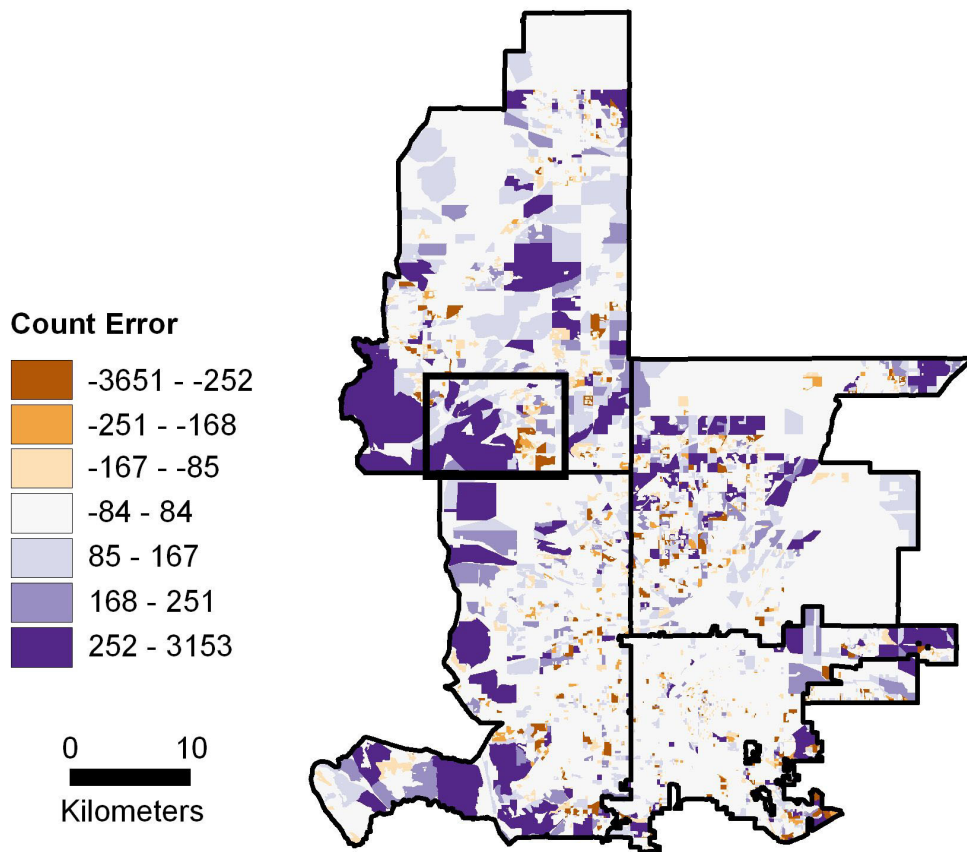 Count Error
-3651 - -252
-251 - -168
-167 - -85
-84 - 84
85 - 167
168 - 251
252 - 3153
0 10
Kilometers